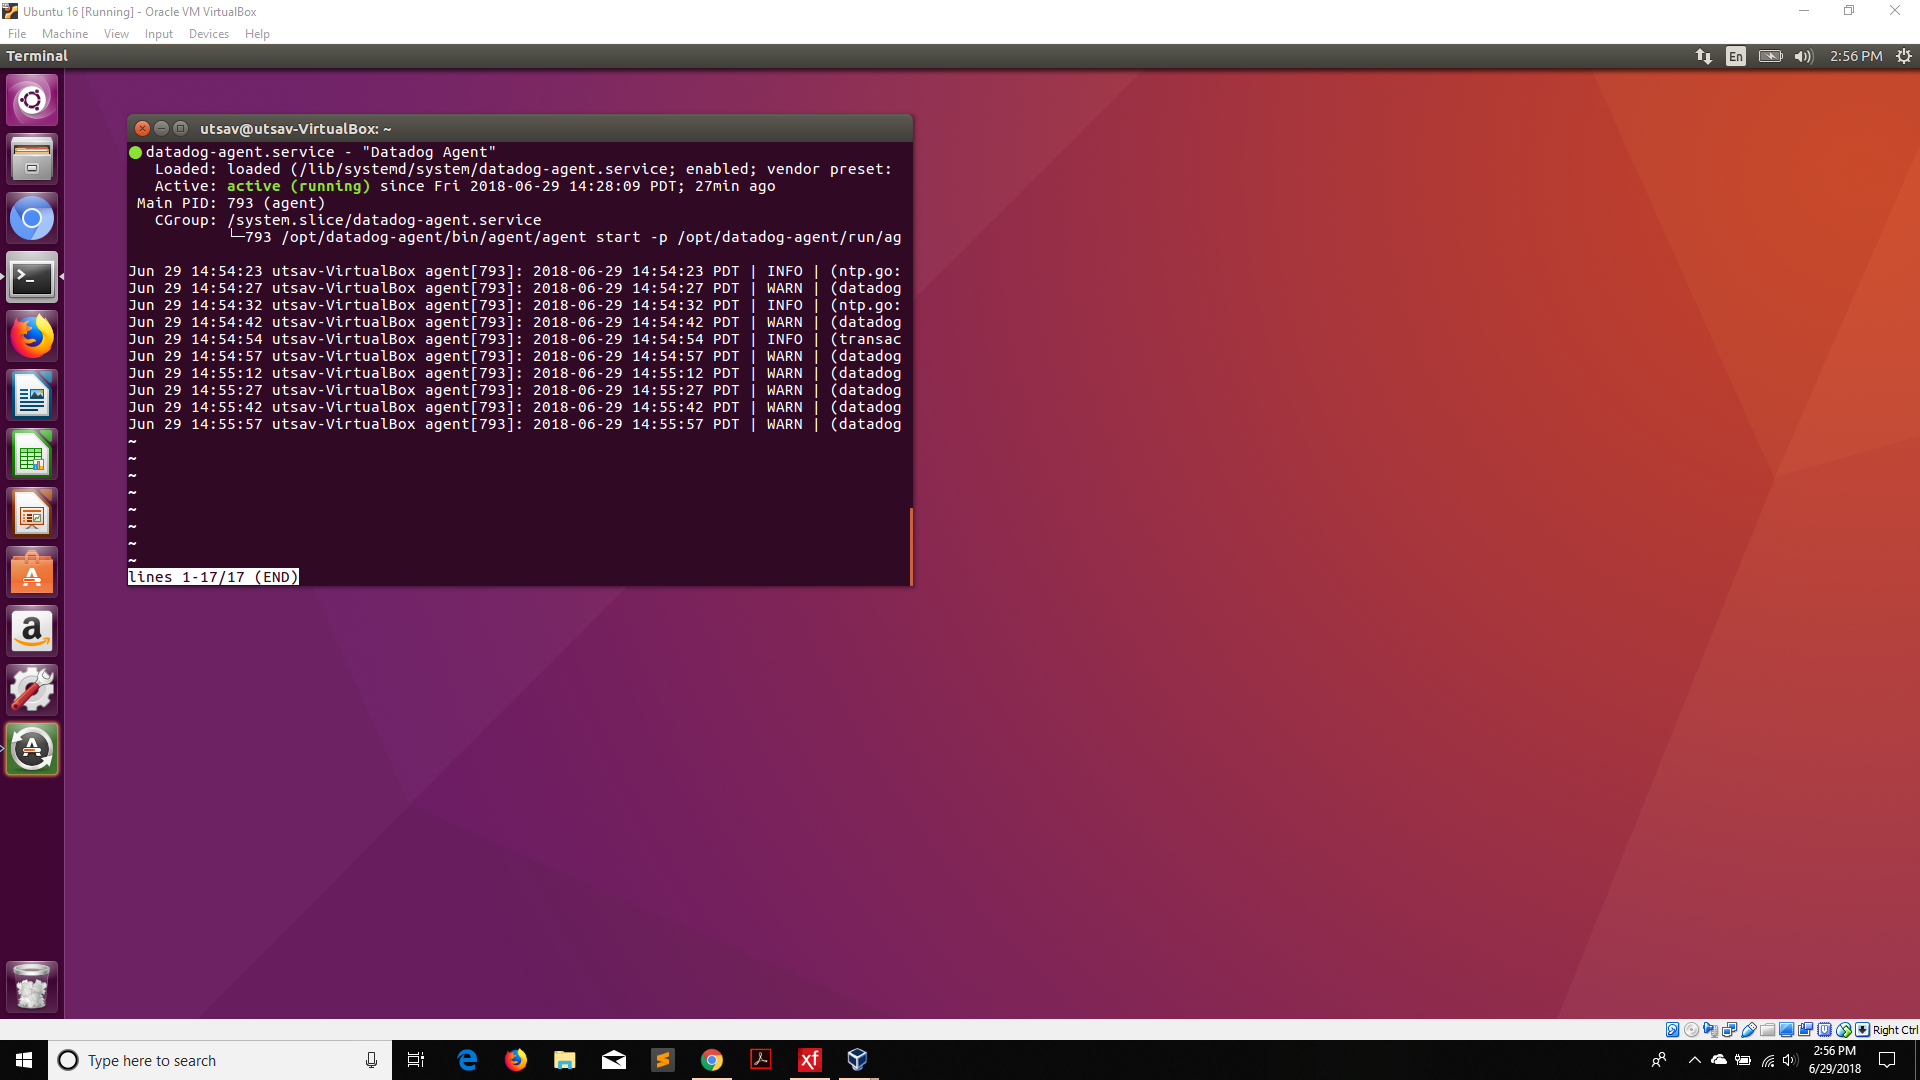 Ubuntu 16 [Running] - Oracle VM VirtualBox
File Machine View Input Devices Help
Terminal
En
2:56 PM
utsav@utsav-VirtualBox: ~
datadog-agent.service - "Datadog Agent"
Loaded: loaded (/lib/systemd/system/datadog-agent.service; enabled; vendor preset:
Active: active (running) since Fri 2018-06-29 14:28:09 PDT; 27min ago
Main PID: 793 (agent)
CGroup: /system.slice/datadog-agent.service
└─793 /opt/datadog-agent/bin/agent/agent start -p /opt/datadog-agent/run/ag
Jun 29 14:54:23 utsav-VirtualBox agent[793]: 2018-06-29 14:54:23 PDT | INFO | (ntp.go:
Jun 29 14:54:27 utsav-VirtualBox agent[793]: 2018-06-29 14:54:27 PDT | WARN | (datadog
Jun 29 14:54:32 utsav-VirtualBox agent[793]: 2018-06-29 14:54:32 PDT | INFO | (ntp.go:
Jun 29 14:54:42 utsav-VirtualBox agent[793]: 2018-06-29 14:54:42 PDT | WARN | (datadog
Jun 29 14:54:54 utsav-VirtualBox agent[793]: 2018-06-29 14:54:54 PDT | INFO | (transac
Jun 29 14:54:57 utsav-VirtualBox agent[793]: 2018-06-29 14:54:57 PDT | WARN | (datadog
Jun 29 14:55:12 utsav-VirtualBox agent[793]: 2018-06-29 14:55:12 PDT | WARN | (datadog
Jun 29 14:55:27 utsav-VirtualBox agent[793]: 2018-06-29 14:55:27 PDT | WARN | (datadog
Jun 29 14:55:42 utsav-VirtualBox agent[793]: 2018-06-29 14:55:42 PDT | WARN | (datadog
Jun 29 14:55:57 utsav-VirtualBox agent[793]: 2018-06-29 14:55:57 PDT | WARN | (datadog
~
~
~
~
~
~
~
~
lines 1-17/17 (END)
Right Ctrl
Type here to search
xf
2:56 PM
6/29/2018